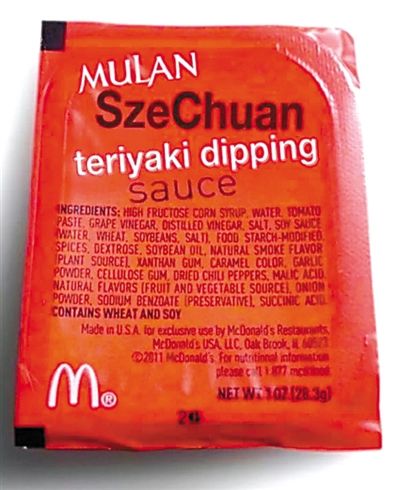 MULAN
SzeChuan
teriyaki dipping
sauce
INGREDIENTS: HIGH FRUCTOSE CORN SYRUP, WATER, TOMATO
PASTE, GRAPE VINEGAR, DISTILLED VINEGAR, SALT, SOY SAUCE
(WATER, WHEAT, SOYBEANS, SALT), FOOD STARCH-MODIFIED,
SPICES, DEXTROSE, SOYBEAN OIL, NATURAL SMOKE FLAVOR
(PLANT SOURCE), XANTHAN GUM, CARAMEL COLOR, GARLIC
POWDER, CELLULOSE GUM, DRIED CHILI PEPPERS, MALIC ACID,
NATURAL FLAVORS (FRUIT AND VEGETABLE SOURCE), ONION
POWDER, SODIUM BENZOATE (PRESERVATIVE), SUCCINIC ACID.
CONTAINS WHEAT AND SOY
Made in U.S.A. for exclusive use by McDonald's Restaurants,
McDonald's USA, LLC, Oak Brook, IL 60523
©2011 McDonald's. For nutritional information
please call 1 877 mcd
M®
NET WT 1 OZ (28.3g)